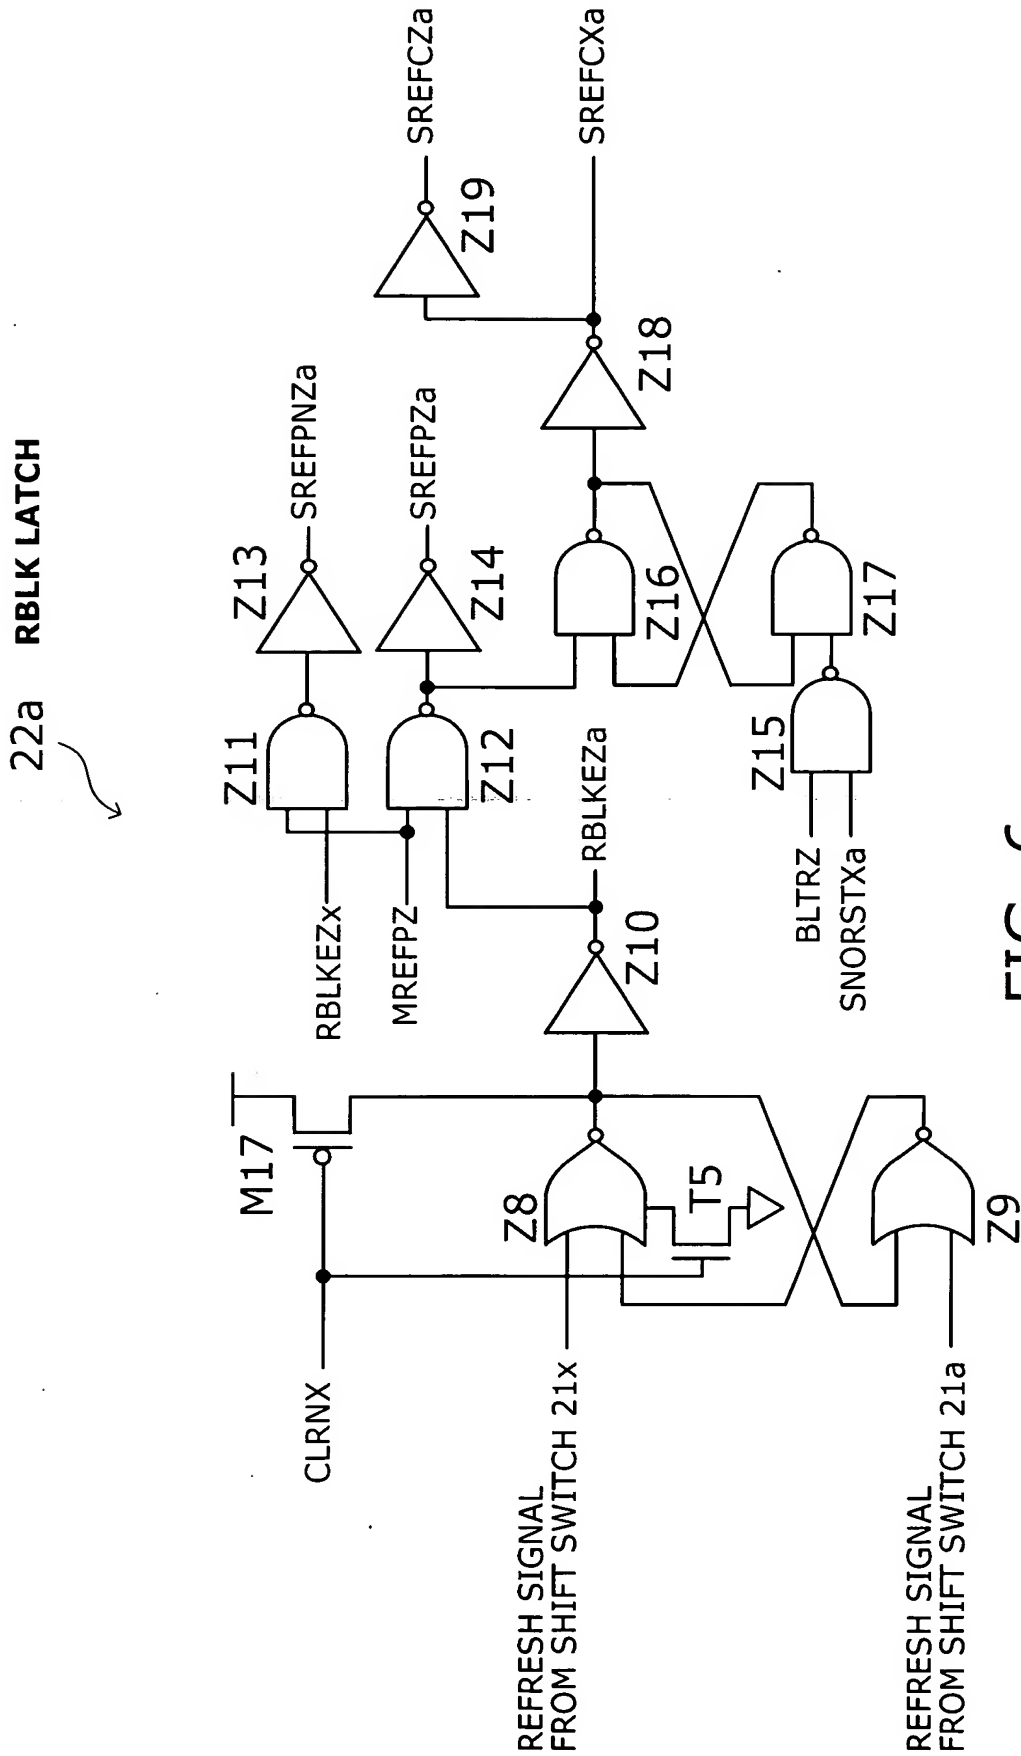 22a RBLK LATCH
CLRNX
M17
REFRESH SIGNAL
FROM SHIFT SWITCH 21x
Z8
T5
REFRESH SIGNAL
FROM SHIFT SWITCH 21a
Z9
Z10
RBLKEZa
RBLKEZx
MREFPZ
Z11
Z12
Z13
SREFPNZa
Z14
SREFPZa
BLTRZ
SNORSTXa
Z15
Z16
Z17
Z18
Z19
SREFCZa
SREFCXa